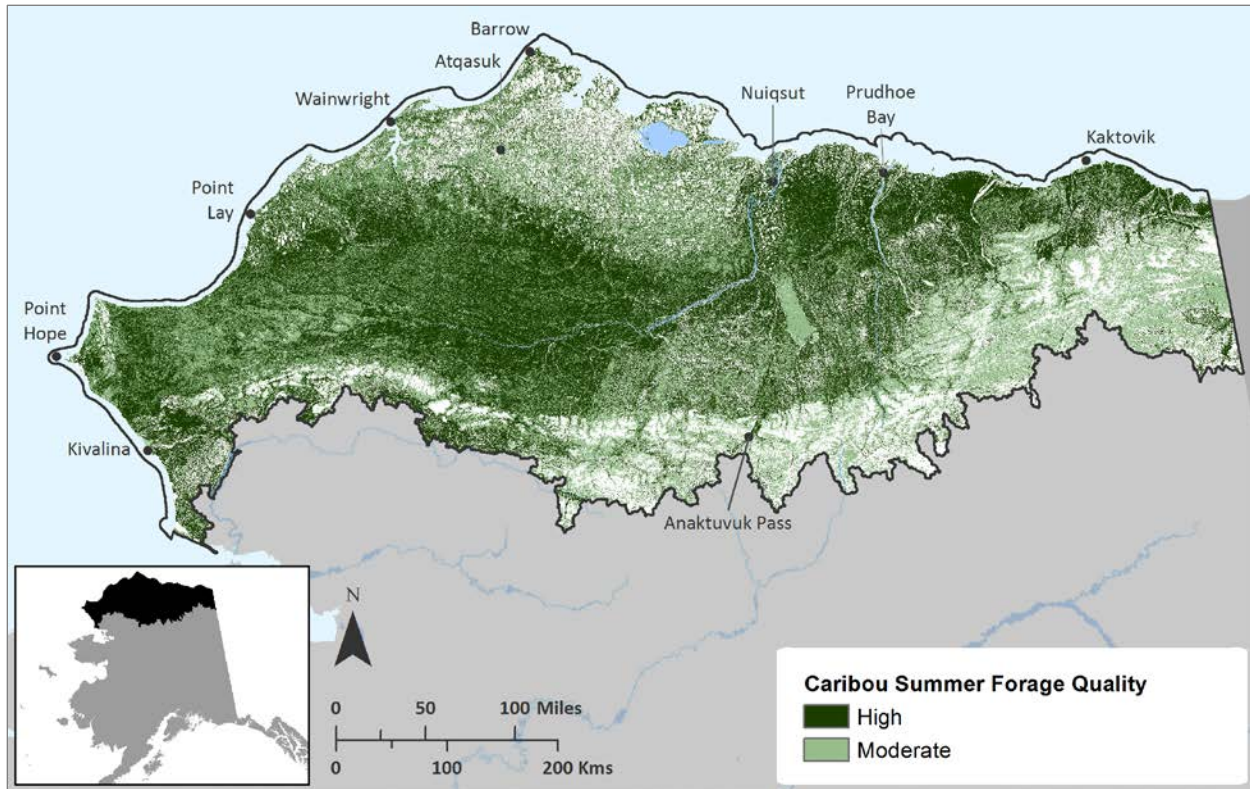 Barrow
Atqasuk
Wainwright
Nuiqsut
Prudhoe
Bay
Kaktovik
Point
Lay
Point
Hope
Kivalina
Anaktuvuk Pass
N
0 50 100 Miles
0 100 200 Kms
Caribou Summer Forage Quality
High
Moderate